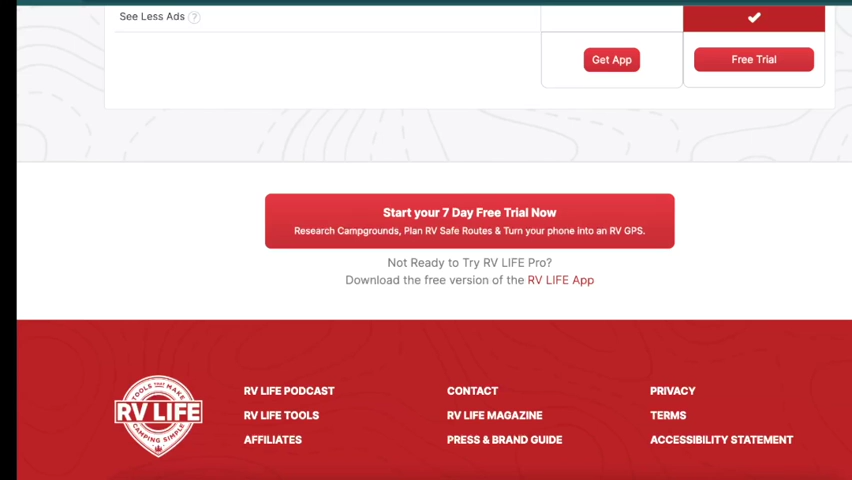 See Less Ads ?
Get App
Free Trial
Start your 7 Day Free Trial Now
Research Campgrounds, Plan RV Safe Routes & Turn your phone into an RV GPS.
Not Ready to Try RV LIFE Pro?
Download the free version of the RV LIFE App
TOOLS THAT MAKE
RV LIFE
CAMPING SIMPLE
RV LIFE PODCAST
CONTACT
PRIVACY
RV LIFE TOOLS
RV LIFE MAGAZINE
TERMS
AFFILIATES
PRESS & BRAND GUIDE
ACCESSIBILITY STATEMENT